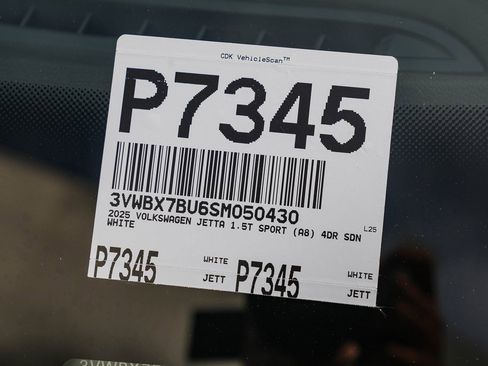 CDK VehicleScan™
P7345
3VWBX7BU6SM050430
2025 VOLKSWAGEN JETTA 1.5T SPORT (A8) 4DR SDN L25
WHITE
P7345 WHITE P7345 WHITE
JETT JETT
3VWBX7B